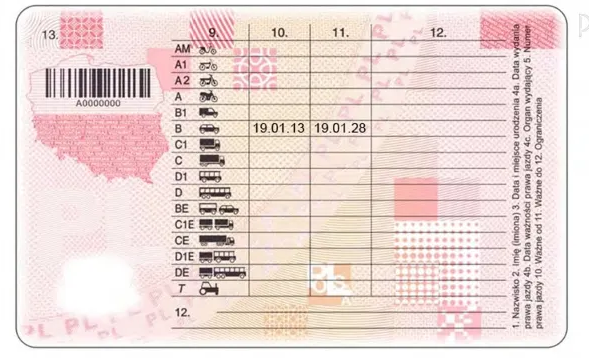 13.
9. 10. 11. 12.
AM
A1
A2
A
B1
B 19.01.13 19.01.28
C1
C
D1
D
BE
C1E
CE
D1E
DE
T
12.
A0000000
1. Nazwisko 2. Imię (imiona) 3. Data i miejsce urodzenia 4a. Data wydania
prawa jazdy 4b. Data ważności prawa jazdy 4c. Organ wydający 5. Numer
prawa jazdy 10. Ważne od 11. Ważne do 12. Ograniczenia
PL PL PL PL